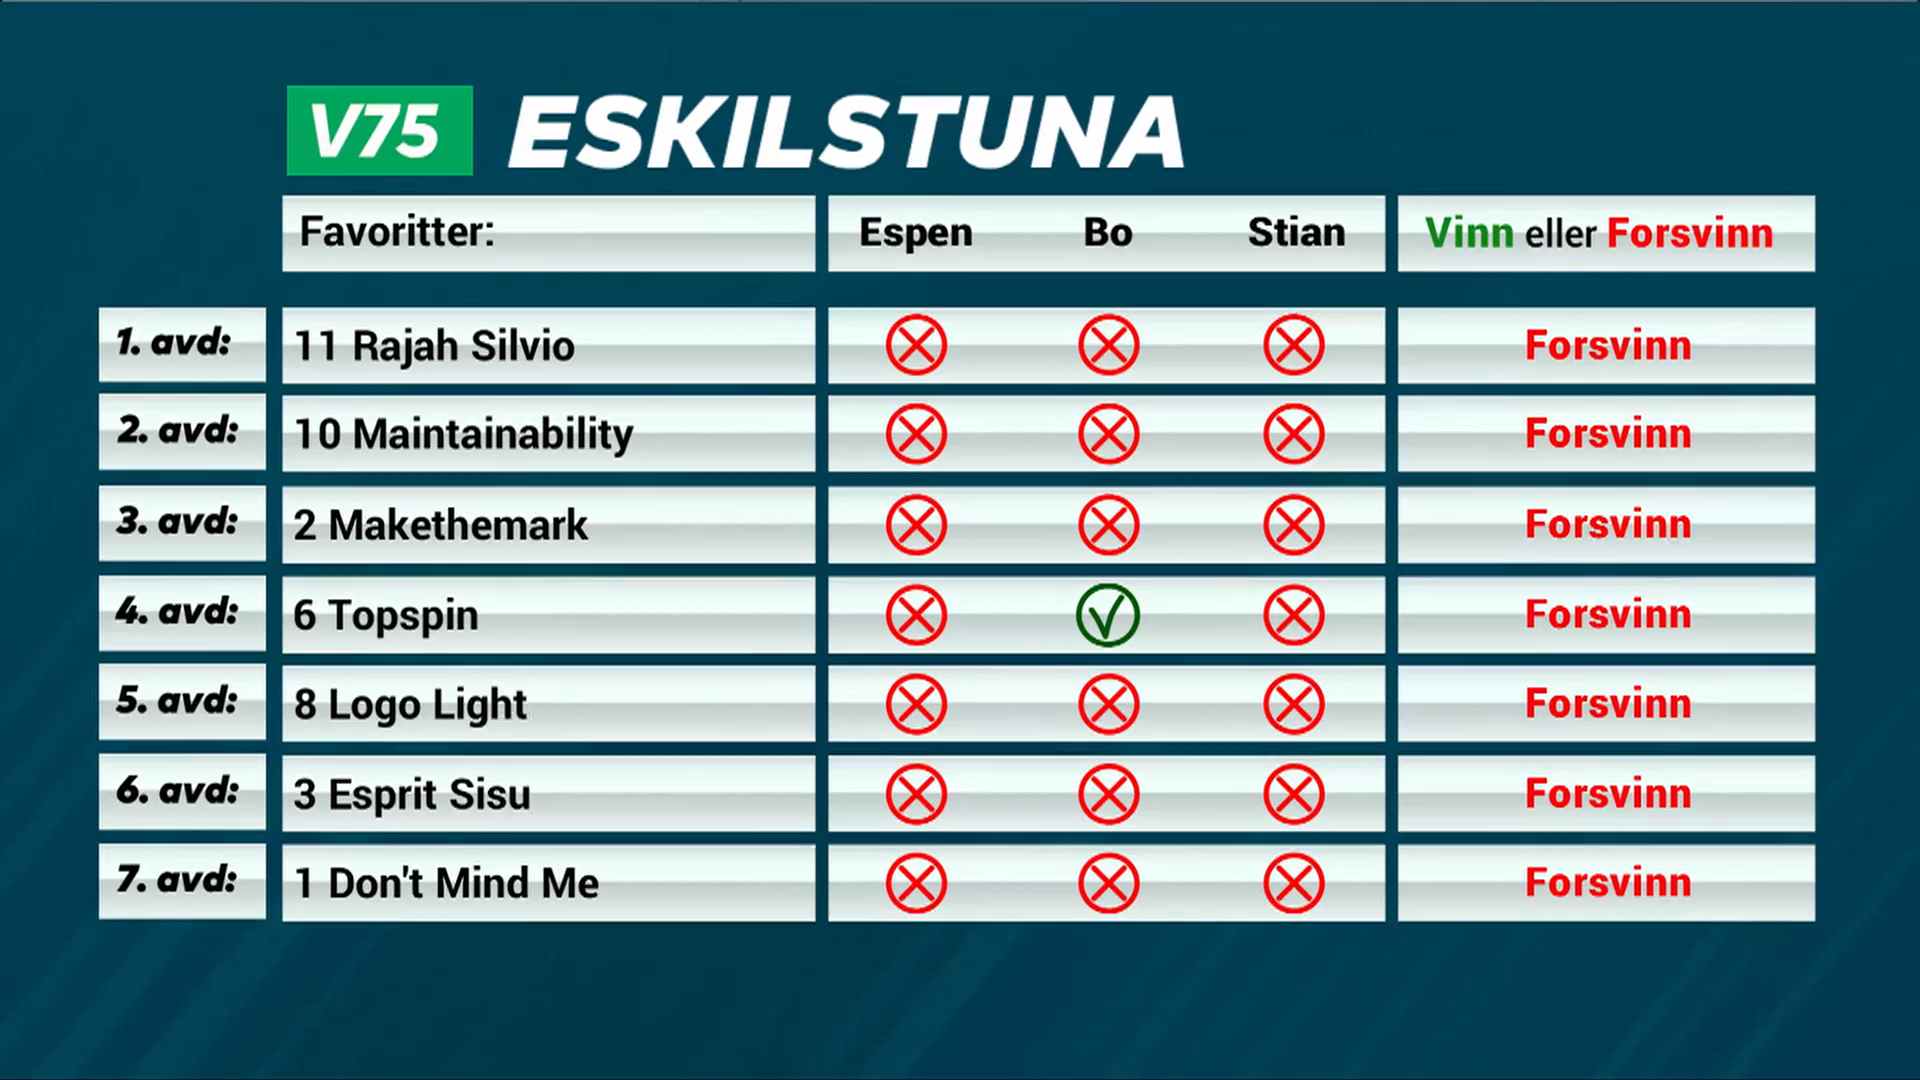 V75 ESKILSTUNA
Favoritter: Espen Bo Stian Vinn eller Forsvinn
1. avd: 11 Rajah Silvio Forsvinn
2. avd: 10 Maintainability Forsvinn
3. avd: 2 Makethemark Forsvinn
4. avd: 6 Topspin Forsvinn
5. avd: 8 Logo Light Forsvinn
6. avd: 3 Esprit Sisu Forsvinn
7. avd: 1 Don't Mind Me Forsvinn